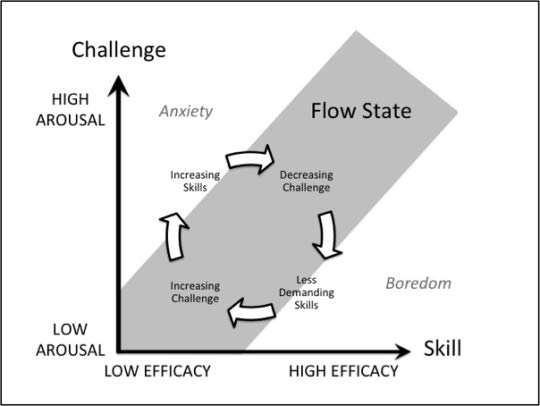 Challenge
HIGH
AROUSAL
Anxiety
Flow State
Increasing
Skills
Decreasing
Challenge
Increasing
Challenge
Less
Demanding
Skills
Boredom
LOW
AROUSAL
Skill
LOW EFFICACY
HIGH EFFICACY